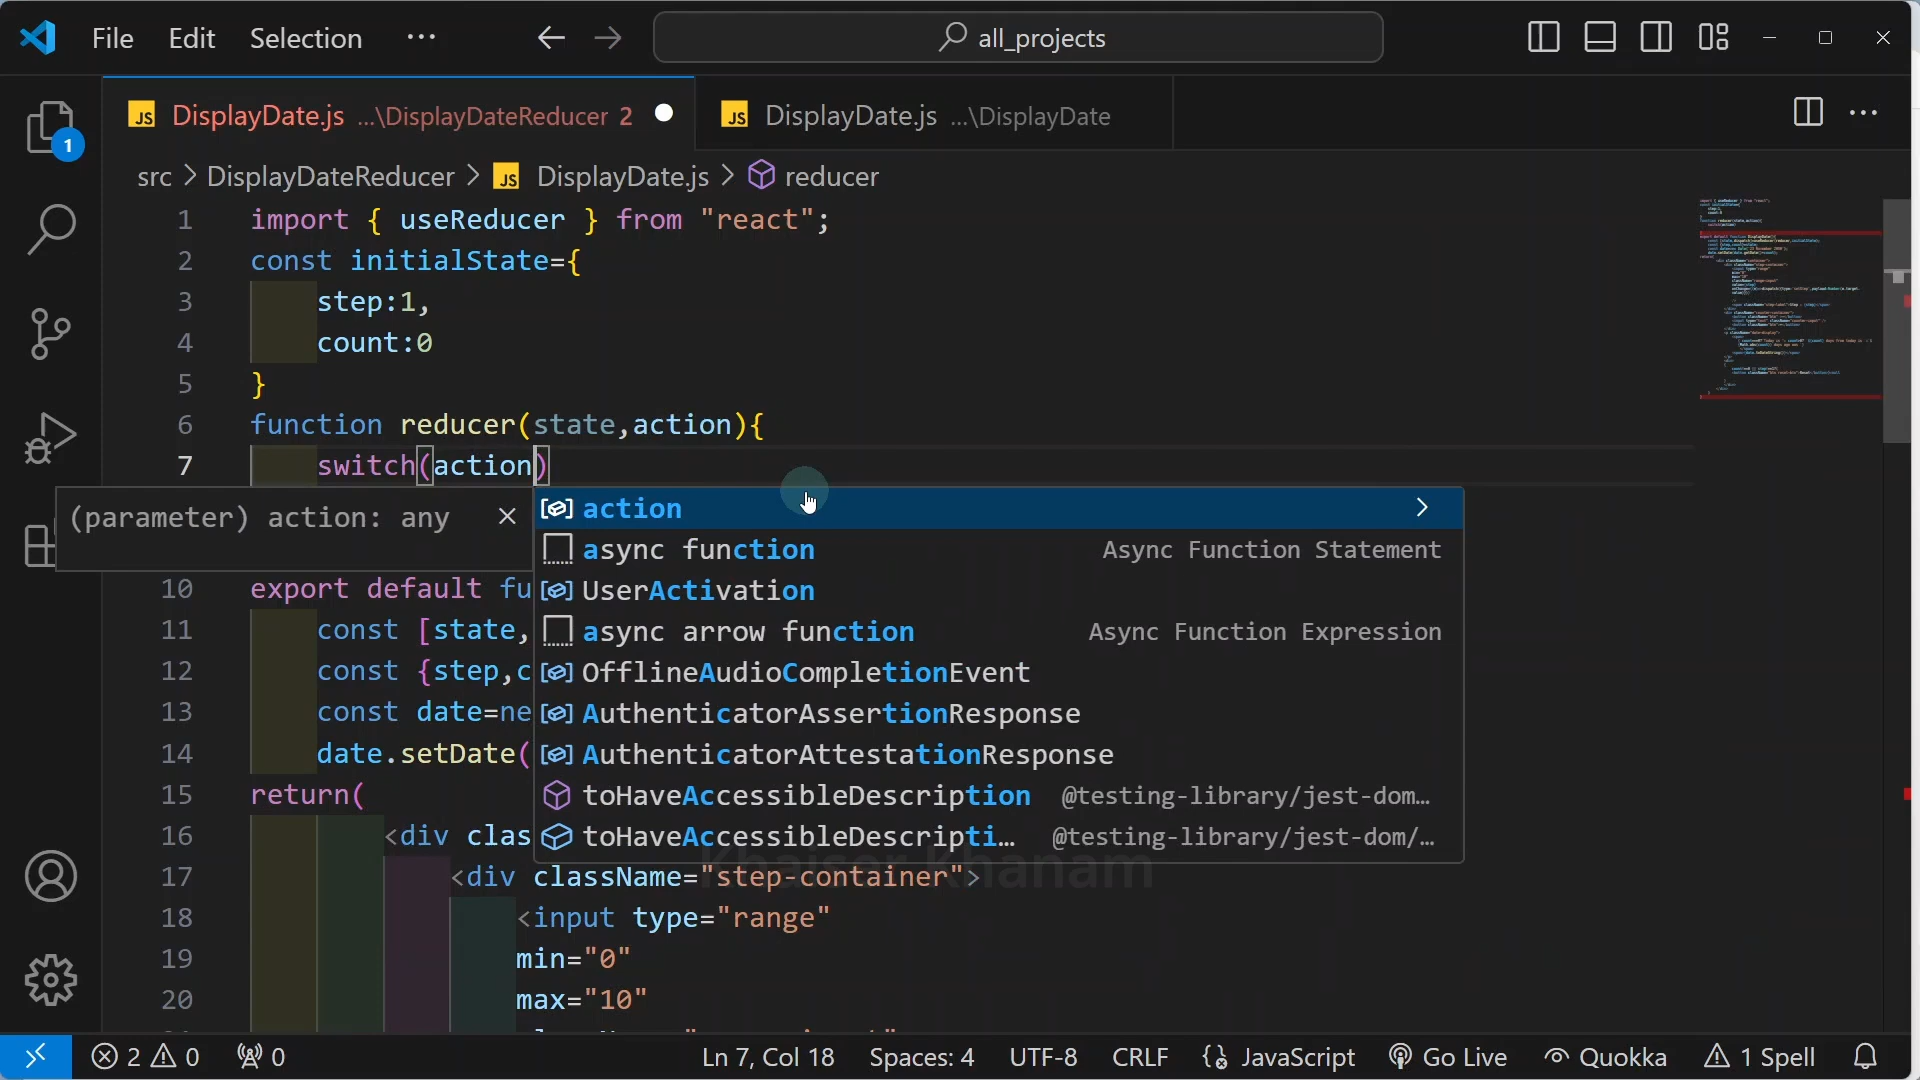 File Edit Selection ··· all_projects
DisplayDate.js ...\DisplayDateReducer 2 DisplayDate.js ...\DisplayDate
src > DisplayDateReducer > JS DisplayDate.js > reducer
1 import { useReducer } from "react";
2 const initialState={
3 step:1,
4 count:0
5 }
6 function reducer(state,action){
7 switch(action)
(parameter) action: any ×
action
async function Async Function Statement
UserActivation
async arrow function Async Function Expression
OfflineAudioCompletionEvent
AuthenticatorAssertionResponse
AuthenticatorAttestationResponse
toHaveAccessibleDescription @testing-library/jest-dom…
toHaveAccessibleDescripti… @testing-library/jest-dom/…
10 export default fu
11 const [state,
12 const {step,c
13 const date=ne
14 date.setDate(
15 return(
16 <div clas
17 <div className="step-container">
Khaiser Khanam
18 <input type="range"
19 min="0"
20 max="10"
2 0 0 Ln 7, Col 18 Spaces: 4 UTF-8 CRLF {} JavaScript Go Live Quokka 1 Spell